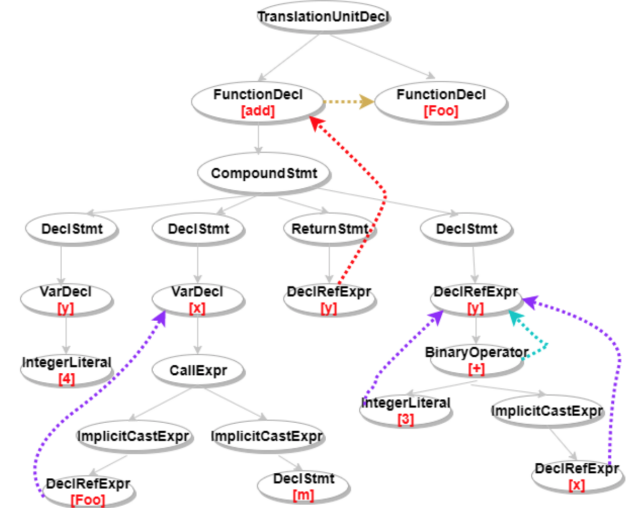 TranslationUnitDecl
FunctionDecl
[add]
FunctionDecl
[Foo]
CompoundStmt
DeclStmt
DeclStmt
ReturnStmt
DeclStmt
VarDecl
[y]
VarDecl
[x]
DeclRefExpr
[y]
DeclRefExpr
[y]
IntegerLiteral
[4]
CallExpr
BinaryOperator
[+]
IntegerLiteral
[3]
ImplicitCastExpr
ImplicitCastExpr
ImplicitCastExpr
DeclRefExpr
[Foo]
DeclStmt
[m]
DeclRefExpr
[x]